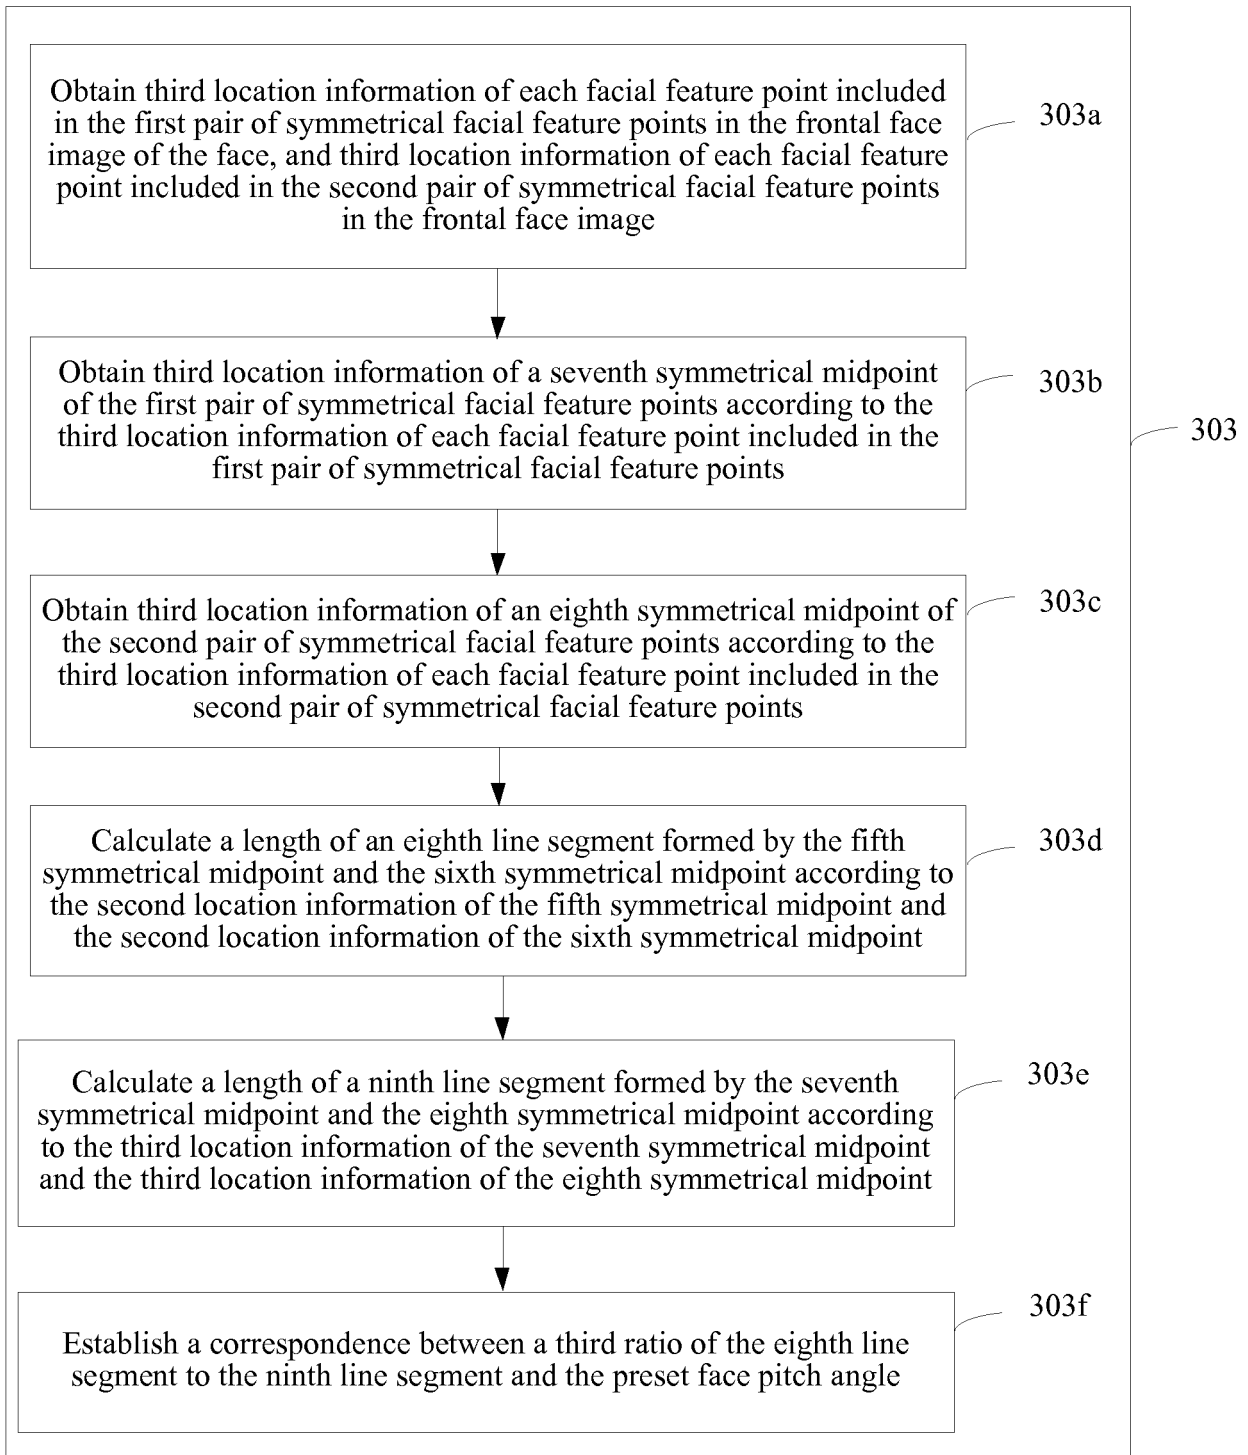 Obtain third location information of each facial feature point included
in the first pair of symmetrical facial feature points in the frontal face
image of the face, and third location information of each facial feature
point included in the second pair of symmetrical facial feature points
in the frontal face image
303a
Obtain third location information of a seventh symmetrical midpoint
of the first pair of symmetrical facial feature points according to the
third location information of each facial feature point included in the
first pair of symmetrical facial feature points
303b
303
Obtain third location information of an eighth symmetrical midpoint of
the second pair of symmetrical facial feature points according to the
third location information of each facial feature point included in the
second pair of symmetrical facial feature points
303c
Calculate a length of an eighth line segment formed by the fifth
symmetrical midpoint and the sixth symmetrical midpoint according to
the second location information of the fifth symmetrical midpoint and
the second location information of the sixth symmetrical midpoint
303d
Calculate a length of a ninth line segment formed by the seventh
symmetrical midpoint and the eighth symmetrical midpoint according
to the third location information of the seventh symmetrical midpoint
and the third location information of the eighth symmetrical midpoint
303e
Establish a correspondence between a third ratio of the eighth line
segment to the ninth line segment and the preset face pitch angle
303f